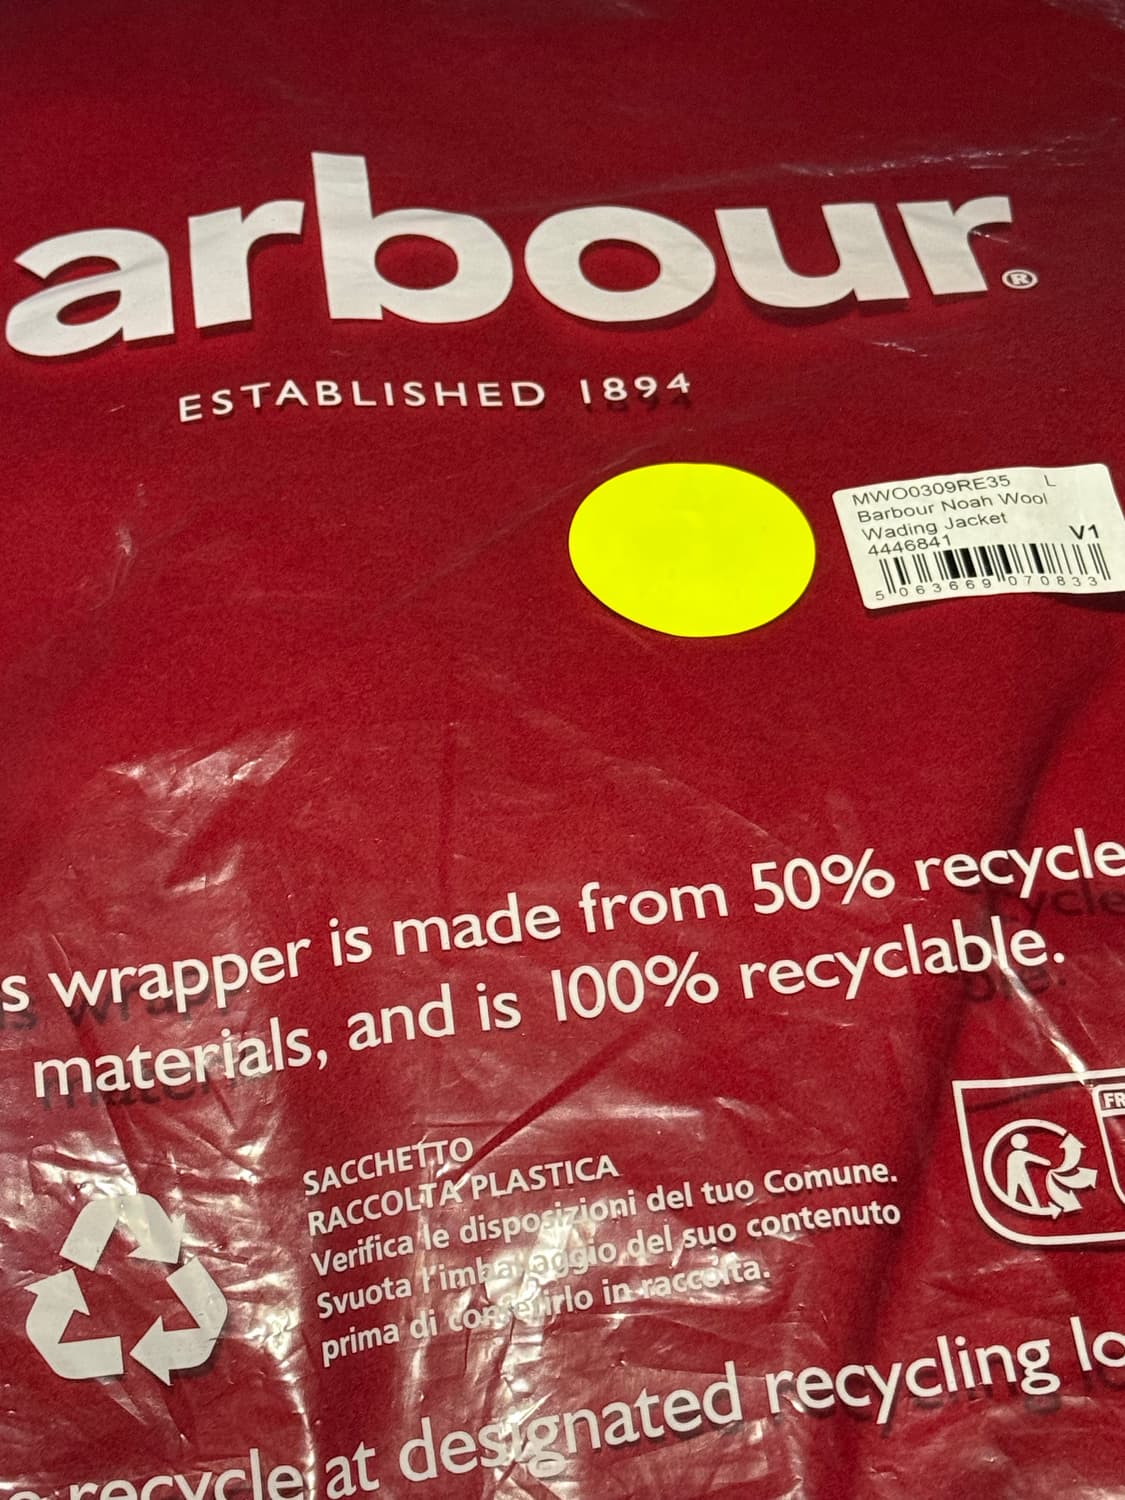 arbour.®
ESTABLISHED 1894
MWO0309RE35 L
Barbour Noah Wool
Wading Jacket
4446841 V1
5 063669 070833
s wrapper is made from 50% recycle
materials, and is 100% recyclable.
FR
SACCHETTO
RACCOLTA PLASTICA
Verifica le disposizioni del tuo Comune.
Svuota l'imballaggio del suo contenuto
prima di conferirlo in raccolta.
recycle at designated recycling lo